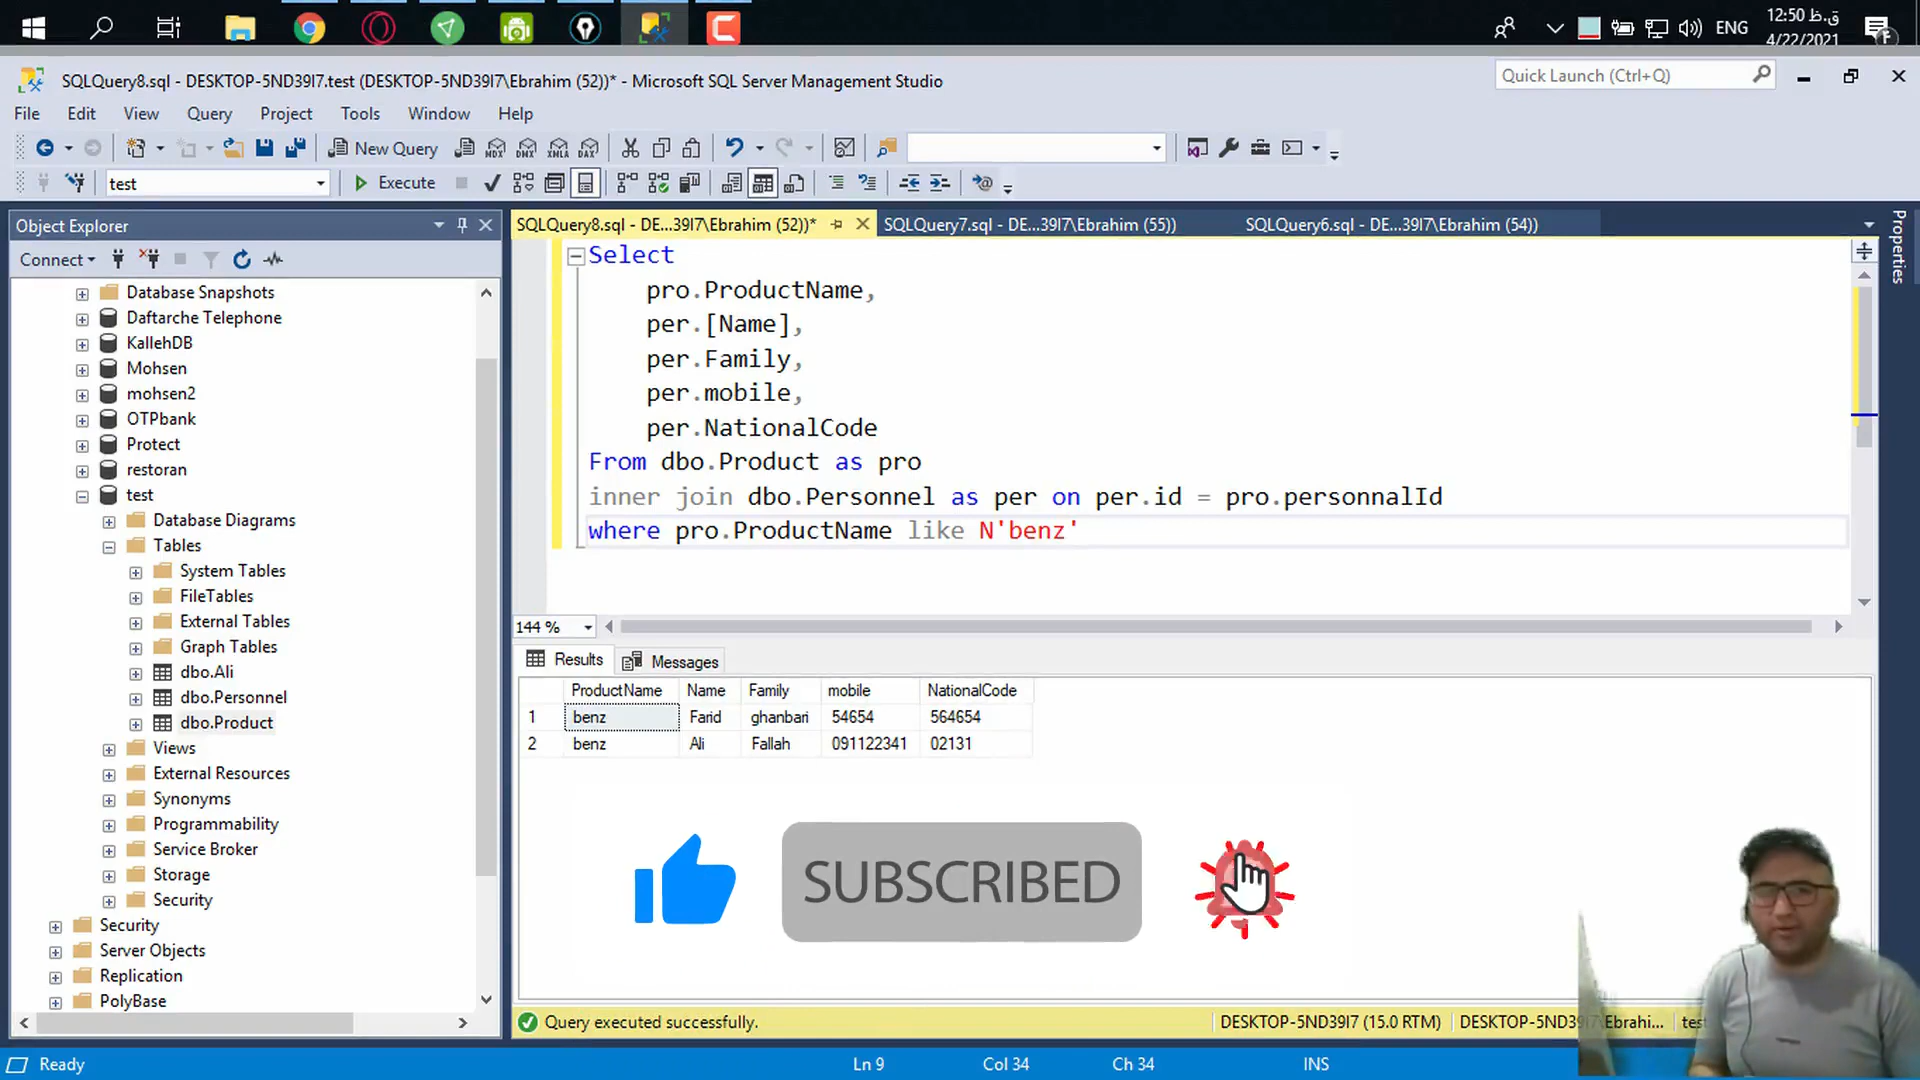 ENG
12:50 ق.ظ
4/22/2021
SQLQuery8.sql - DESKTOP-5ND39I7.test (DESKTOP-5ND39I7\Ebrahim (52))* - Microsoft SQL Server Management Studio
Quick Launch (Ctrl+Q)
File Edit View Query Project Tools Window Help
New Query
MDX DMX XMLA DAX
test
Execute
Object Explorer
SQLQuery8.sql - DE...39I7\Ebrahim (52))*
SQLQuery7.sql - DE...39I7\Ebrahim (55))
SQLQuery6.sql - DE...39I7\Ebrahim (54))
Properties
Connect
Database Snapshots
Daftarche Telephone
KallehDB
Mohsen
mohsen2
OTPbank
Protect
restoran
test
Database Diagrams
Tables
System Tables
FileTables
External Tables
Graph Tables
dbo.Ali
dbo.Personnel
dbo.Product
Views
External Resources
Synonyms
Programmability
Service Broker
Storage
Security
Security
Server Objects
Replication
PolyBase
Select
pro.ProductName,
per.[Name],
per.Family,
per.mobile,
per.NationalCode
From dbo.Product as pro
inner join dbo.Personnel as per on per.id = pro.personnalId
where pro.ProductName like N'benz'
144 %
Results Messages
ProductName Name Family mobile NationalCode
1 benz Farid ghanbari 54654 564654
2 benz Ali Fallah 091122341 02131
SUBSCRIBED
Query executed successfully.
DESKTOP-5ND39I7 (15.0 RTM)
DESKTOP-5ND39I7\Ebrahi...
test
Ready
Ln 9
Col 34
Ch 34
INS